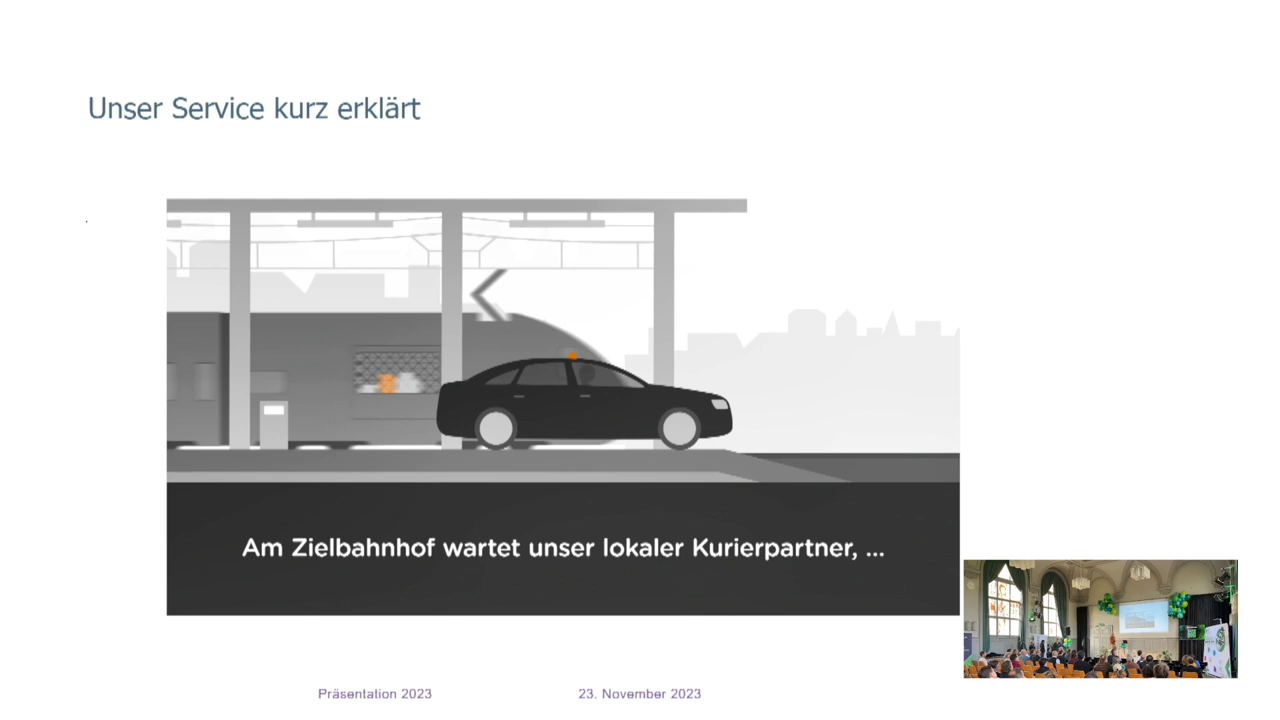 Unser Service kurz erklärt
Am Zielbahnhof wartet unser lokaler Kurierpartner, ...
Präsentation 2023
23. November 2023